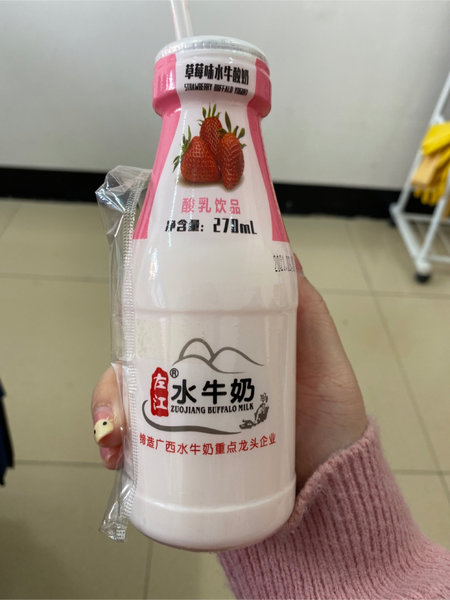 草莓味水牛酸奶
STRAWBERRY BUFFALO YOGURT
酸乳饮品
净含量: 279mL
左江®
水牛奶
ZUOJIANG BUFFALO MILK
缔造广西水牛奶重点龙头企业